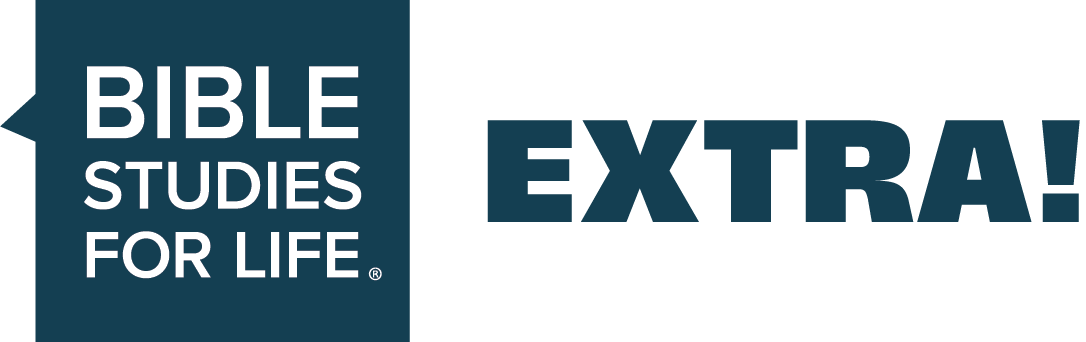 BIBLE
STUDIES
FOR LIFE®
EXTRA!